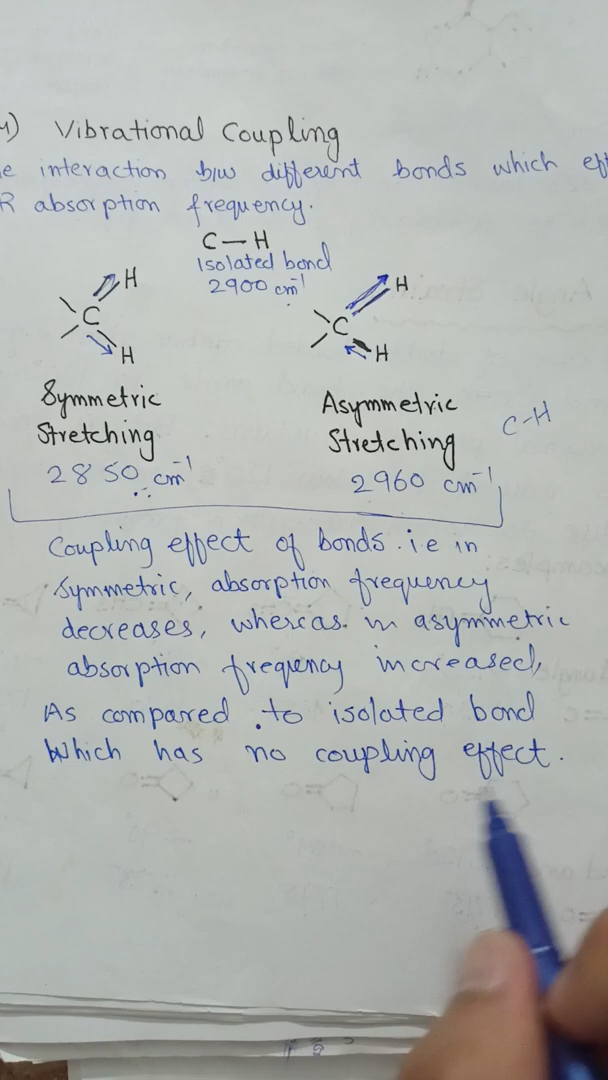 Vibrational Coupling
interaction b/w different bonds which eff
R absorption frequency.
C—H
Isolated bond
2900 cm⁻¹
H
C
H
H
C
H
Symmetric
Stretching
2850 cm⁻¹
Asymmetric
Stretching
2960 cm⁻¹
C-H
Coupling effect of bonds. i.e in
Symmetric, absorption frequency
decreases, whereas. in asymmetric
absorption frequency increased,
As compared to isolated bond
Which has no coupling effect.